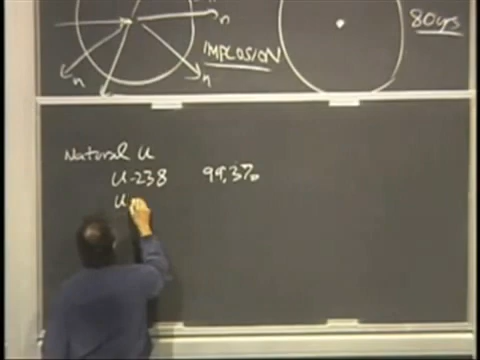 n
IMPLOSION
n
n
80 yrs
Natural U
U-238 99.3%
U